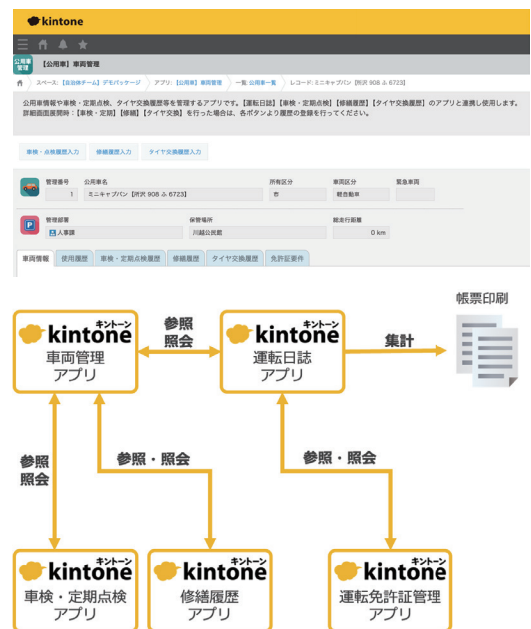 kintone
公用車管理
【公用車】車両管理
スペース: 【自治体チーム】デモパッケージ 〉 アプリ: 【公用車】車両管理 〉 一覧: 公用車一覧 〉 レコード: ミニキャブバン【所沢 908 ふ 6723】
公用車情報や車検・定期点検、タイヤ交換履歴等を管理するアプリです。【運転日誌】【車検・定期点検】【修繕履歴】【タイヤ交換履歴】のアプリと連携し使用します。
詳細画面展開時:【車検・定期】【修繕】【タイヤ交換】を行った場合は、各ボタンより履歴の登録を行ってください。
車検・点検履歴入力 修繕履歴入力 タイヤ交換履歴入力
管理番号 公用車名 所有区分 車両区分 緊急車両
1 ミニキャブバン【所沢 908 ふ 6723】 市 軽自動車
管理部署 保管場所 総走行距離
人事課 川越公民館 0 km
車両情報 使用履歴 車検・定期点検履歴 修繕履歴 タイヤ交換履歴 免許証要件
帳票印刷
キントーン
kintone
車両管理
アプリ
参照
照会
キントーン
kintone
運転日誌
アプリ
集計
参照
照会
参照・照会
参照・照会
キントーン
kintone
車検・定期点検
アプリ
キントーン
kintone
修繕履歴
アプリ
キントーン
kintone
運転免許証管理
アプリ